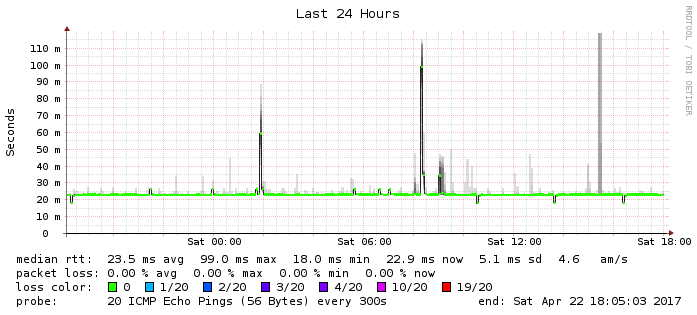 Last 24 Hours
RRDTOOL / TOBI OETIKER
Seconds
110 m
100 m
90 m
80 m
70 m
60 m
50 m
40 m
30 m
20 m
10 m
0
Sat 00:00 Sat 06:00 Sat 12:00 Sat 18:00
median rtt: 23.5 ms avg 99.0 ms max 18.0 ms min 22.9 ms now 5.1 ms sd 4.6 am/s
packet loss: 0.00 % avg 0.00 % max 0.00 % min 0.00 % now
loss color: 0 1/20 2/20 3/20 4/20 10/20 19/20
probe: 20 ICMP Echo Pings (56 Bytes) every 300s end: Sat Apr 22 18:05:03 2017